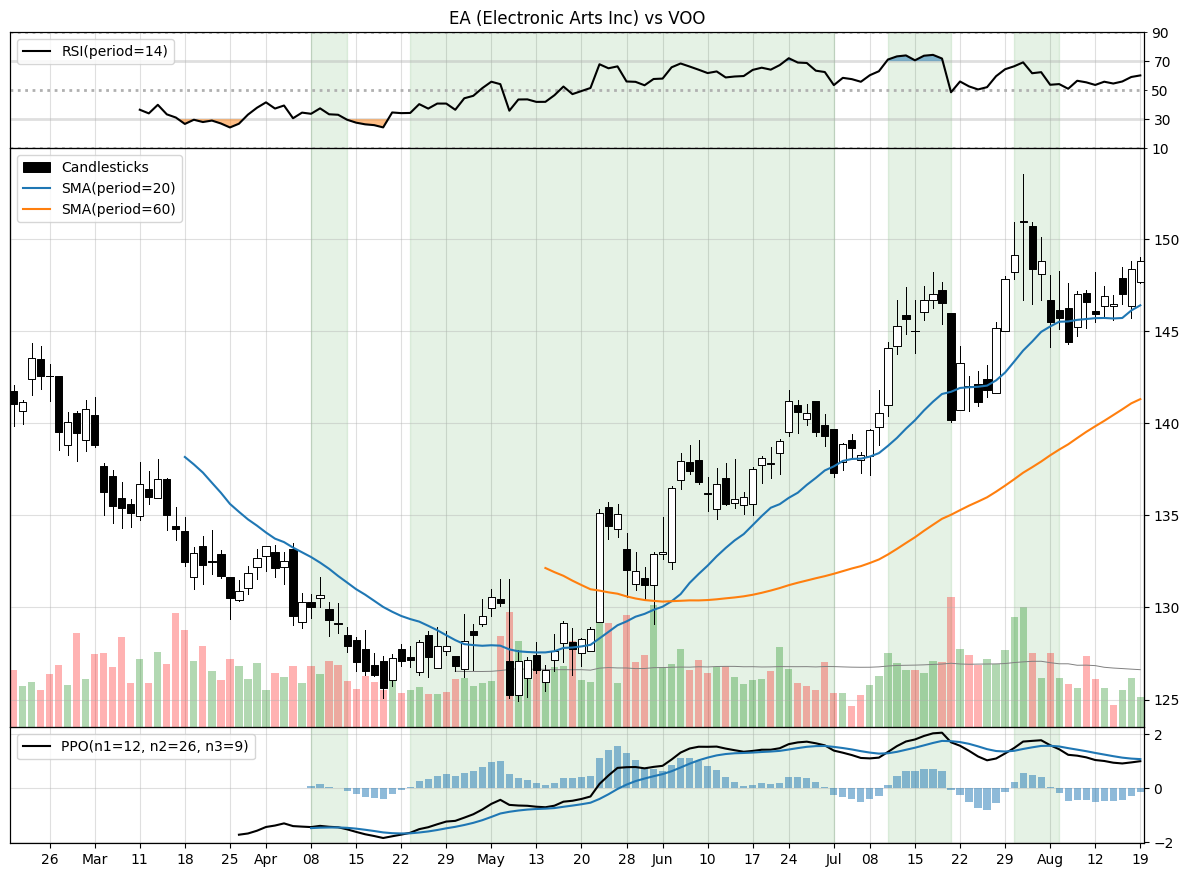 EA (Electronic Arts Inc) vs VOO
RSI(period=14)
90
70
50
30
10
Candlesticks
SMA(period=20)
SMA(period=60)
150
145
140
135
130
125
PPO(n1=12, n2=26, n3=9)
2
0
−2
26 Mar 11 18 25 Apr 08 15 22 29 May 13 20 28 Jun 10 17 24 Jul 08 15 22 29 Aug 12 19